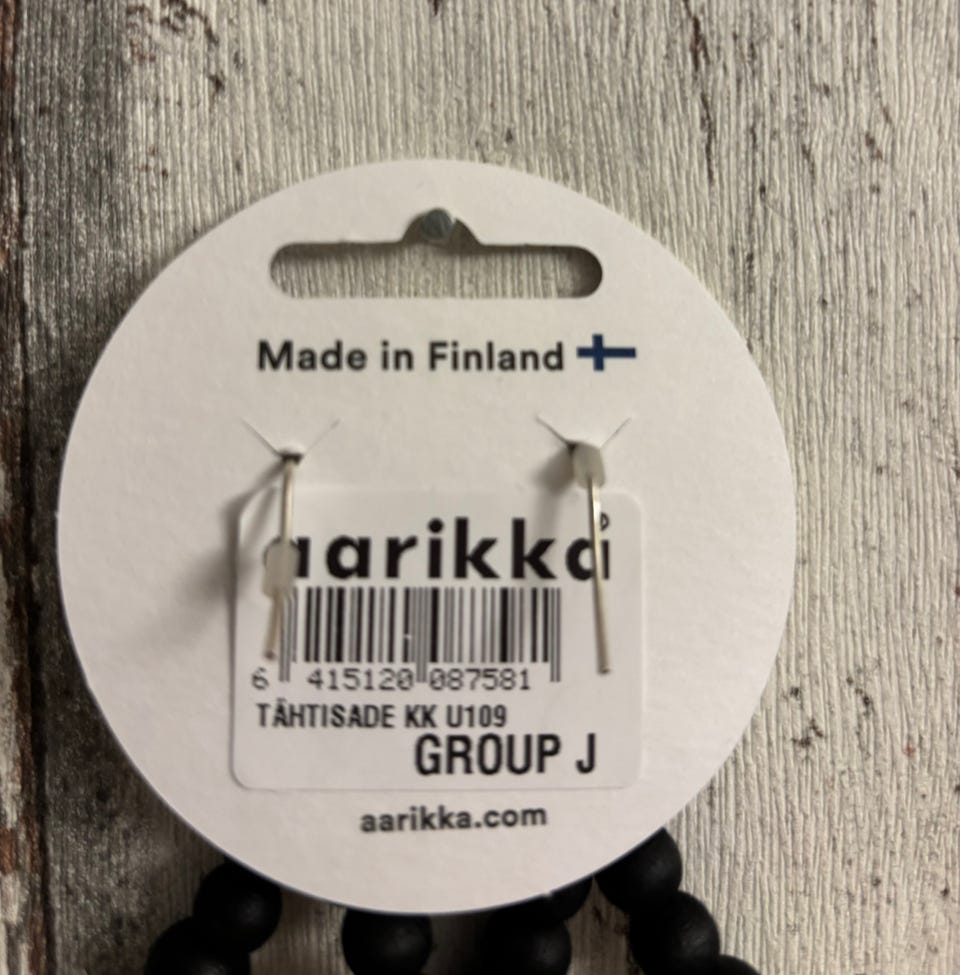 Made in Finland
aarikka
6 415120 087581
TÄHTISADE KK U109
GROUP J
aarikka.com